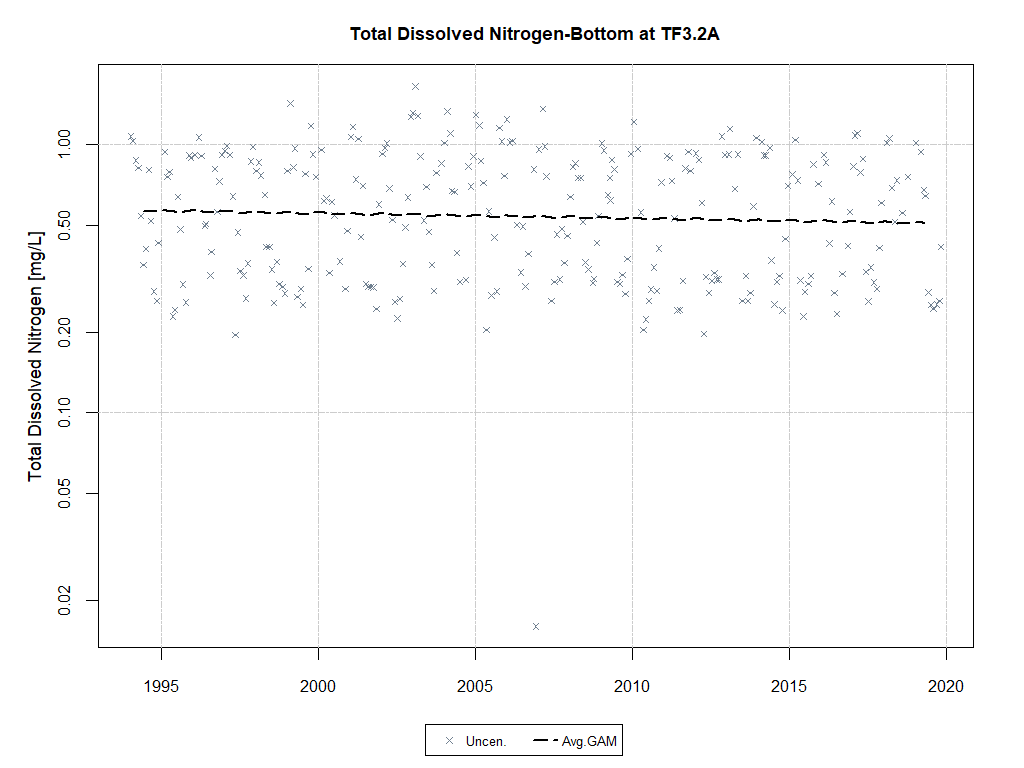 Total Dissolved Nitrogen-Bottom at TF3.2A
Total Dissolved Nitrogen [mg/L]
1.00
0.50
0.20
0.10
0.05
0.02
1995 2000 2005 2010 2015 2020
Uncen. Avg.GAM